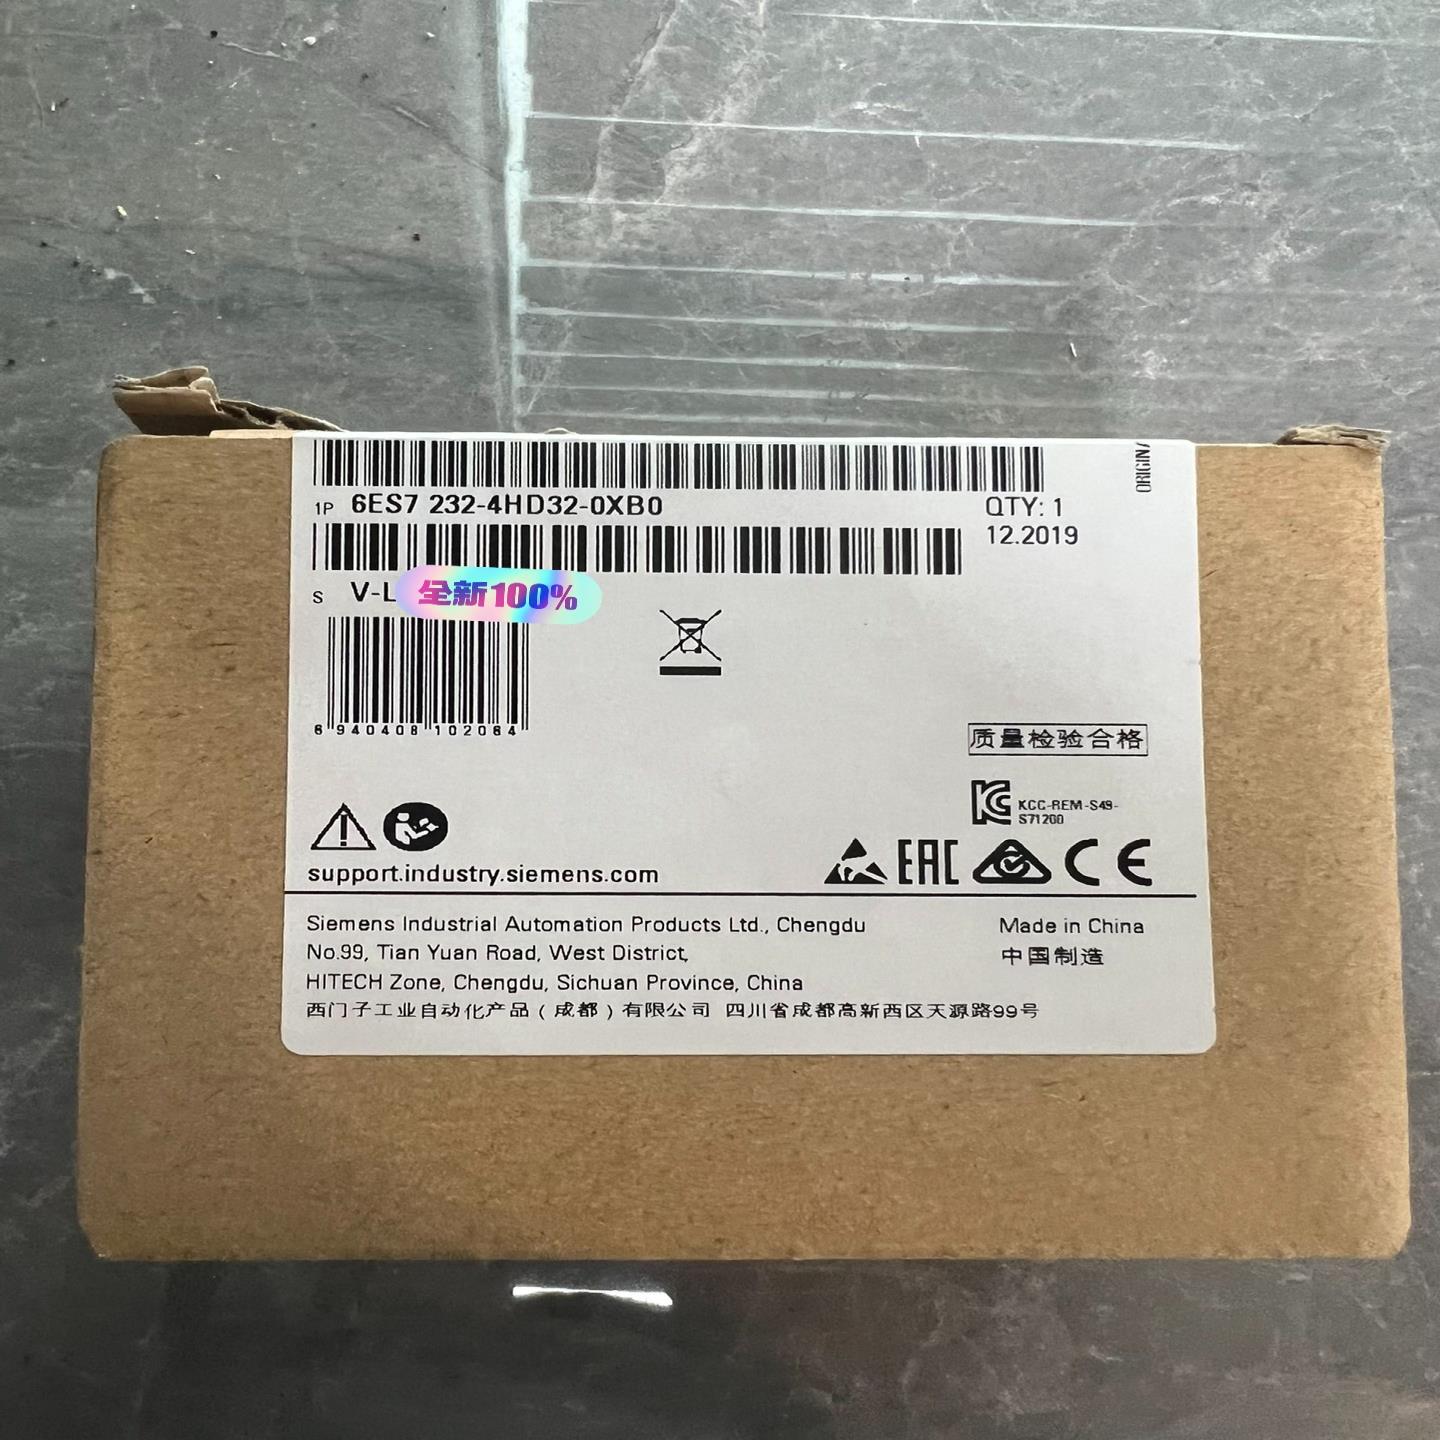 ORIGIN
1P 6ES7 232-4HD32-0XB0
QTY: 1
12.2019
S V-L
全新100%
6 940408 102064
质量检验合格
KCC-REM-S49-
S71200
support.industry.siemens.com
EAC
CE
Siemens Industrial Automation Products Ltd., Chengdu
No.99, Tian Yuan Road, West District,
HITECH Zone, Chengdu, Sichuan Province, China
西门子工业自动化产品(成都)有限公司 四川省成都高新西区天源路99号
Made in China
中国制造